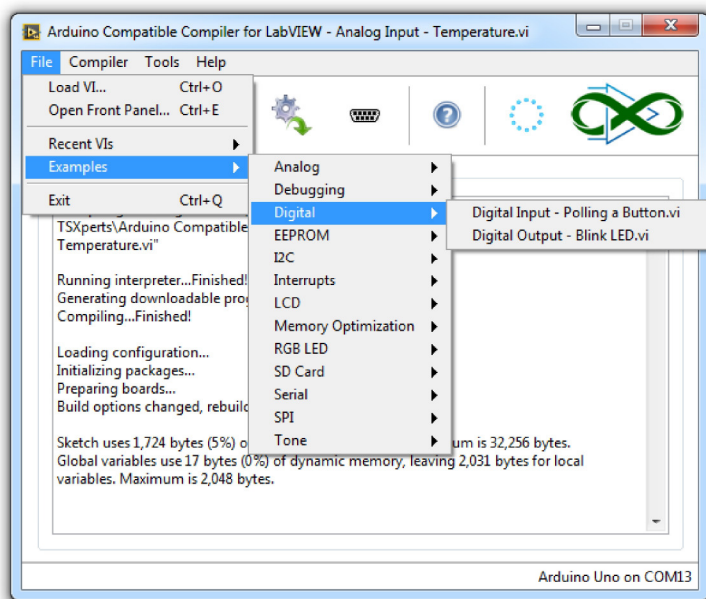 Arduino Compatible Compiler for LabVIEW - Analog Input - Temperature.vi
File Compiler Tools Help
Load VI... Ctrl+O
Open Front Panel... Ctrl+E
Recent VIs
Examples
Exit Ctrl+Q
Analog
Debugging
Digital
EEPROM
I2C
Interrupts
LCD
Memory Optimization
RGB LED
SD Card
Serial
SPI
Tone
Digital Input - Polling a Button.vi
Digital Output - Blink LED.vi
TSXperts\Arduino Compatible
Temperature.vi"
Running interpreter...Finished!
Generating downloadable
Compiling...Finished!
Loading configuration...
Initializing packages...
Preparing boards...
Build options changed,
Sketch uses 1,724 bytes (5%) is 32,256 bytes.
Global variables use 17 bytes (0%) of dynamic memory, leaving 2,031 bytes for local
variables. Maximum is 2,048 bytes.
Arduino Uno on COM13